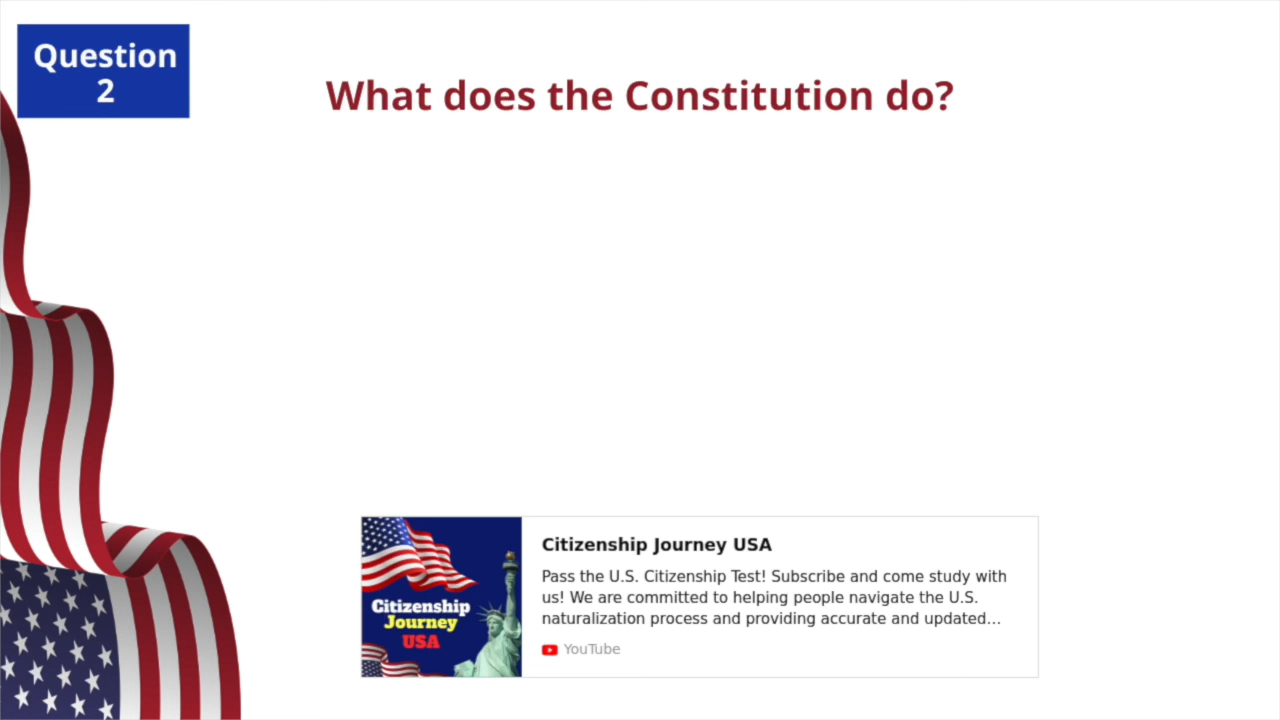 Question
2
What does the Constitution do?
Citizenship
Journey
USA
Citizenship Journey USA
Pass the U.S. Citizenship Test! Subscribe and come study with
us! We are committed to helping people navigate the U.S.
naturalization process and providing accurate and updated...
YouTube